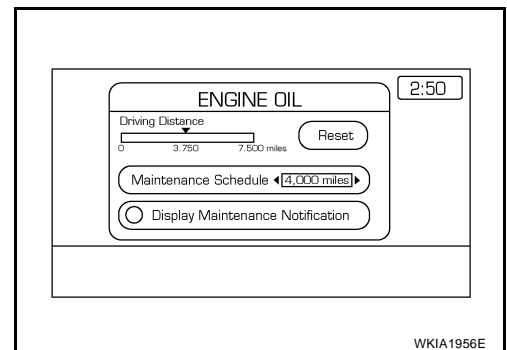 2:50
ENGINE OIL
Driving Distance
Reset
0 3.750 7.500 miles
Maintenance Schedule 4,000 miles
Display Maintenance Notification
WKIA1956E